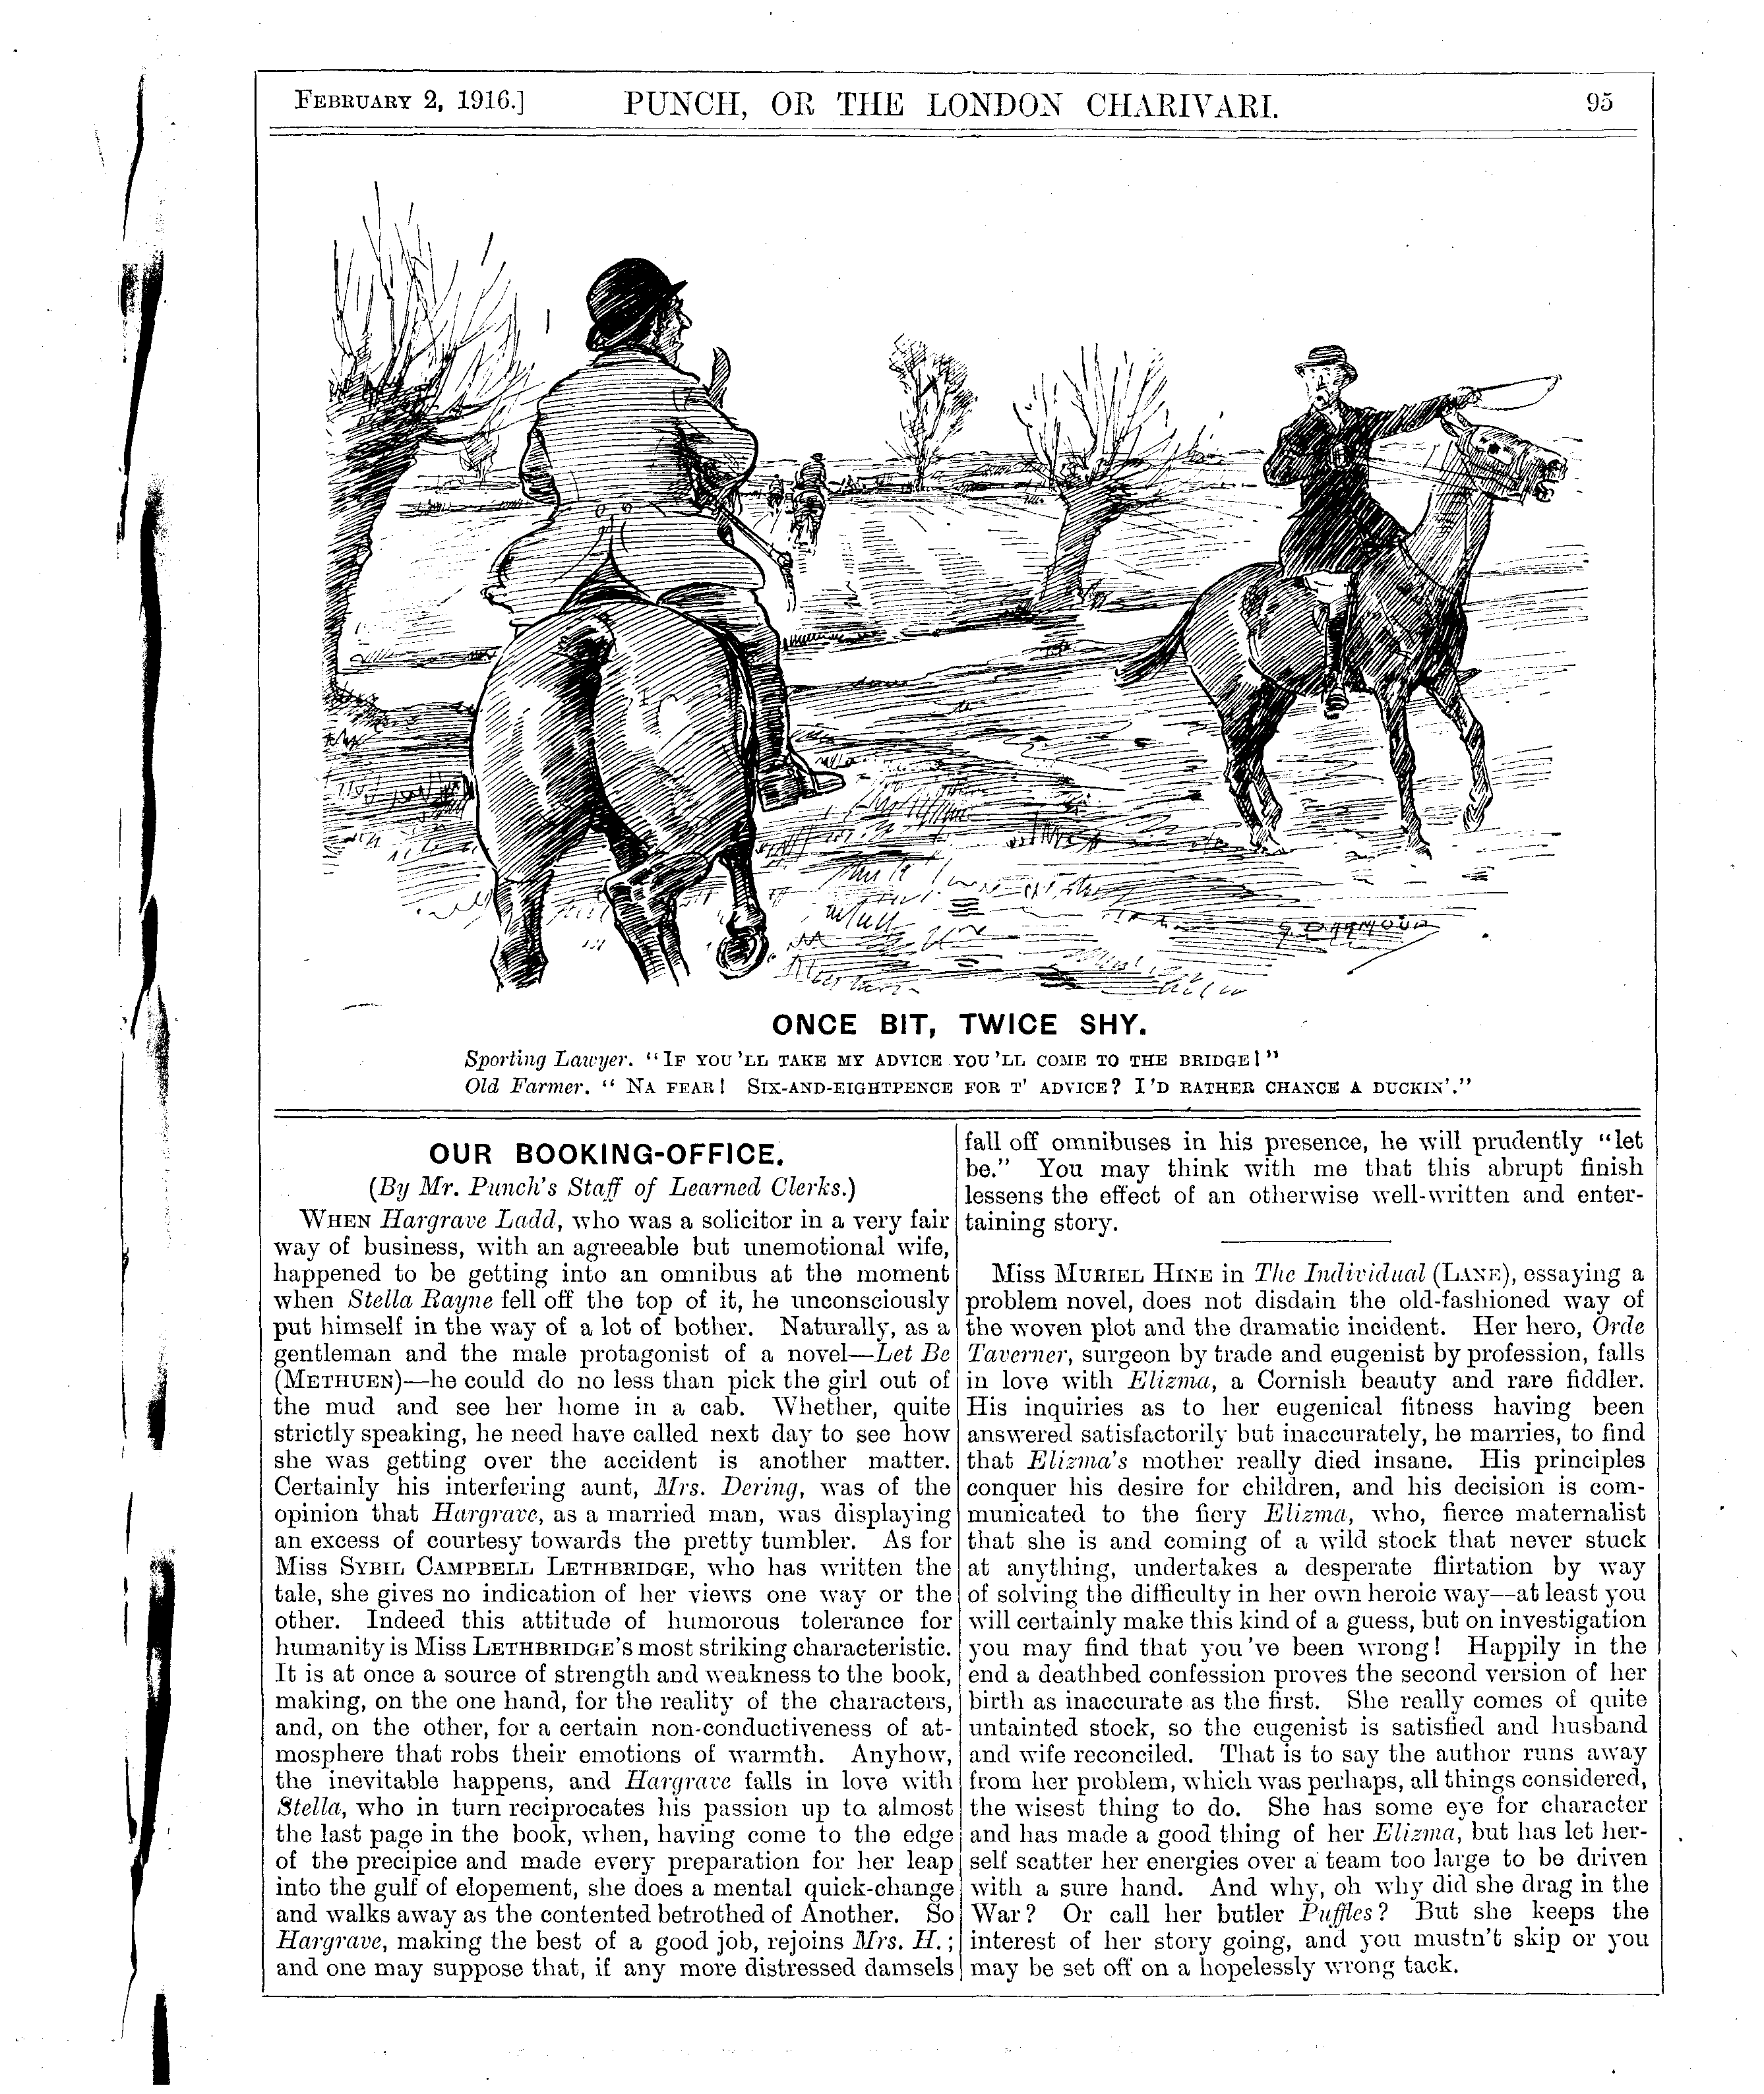 FEBRUARY 2, 1916.] PUNCH, OR THE LONDON CHARIVARI. 95
G. D. ARMOUR
ONCE BIT, TWICE SHY.
Sporting Lawyer. "IF YOU'LL TAKE MY ADVICE YOU'LL COME TO THE BRIDGE!"
Old Farmer. "NA FEAR! SIX-AND-EIGHTPENCE FOR T' ADVICE? I'D RATHER CHANCE A DUCKIN'."
OUR BOOKING-OFFICE.
(By Mr. Punch's Staff of Learned Clerks.)
WHEN Hargrave Ladd, who was a solicitor in a very fair
way of business, with an agreeable but unemotional wife,
happened to be getting into an omnibus at the moment
when Stella Rayne fell off the top of it, he unconsciously
put himself in the way of a lot of bother. Naturally, as a
gentleman and the male protagonist of a novel—Let Be
(METHUEN)—he could do no less than pick the girl out of
the mud and see her home in a cab. Whether, quite
strictly speaking, he need have called next day to see how
she was getting over the accident is another matter.
Certainly his interfering aunt, Mrs. Dering, was of the
opinion that Hargrave, as a married man, was displaying
an excess of courtesy towards the pretty tumbler. As for
Miss SYBIL CAMPBELL LETHBRIDGE, who has written the
tale, she gives no indication of her views one way or the
other. Indeed this attitude of humorous tolerance for
humanity is Miss LETHBRIDGE'S most striking characteristic.
It is at once a source of strength and weakness to the book,
making, on the one hand, for the reality of the characters,
and, on the other, for a certain non-conductiveness of at-
mosphere that robs their emotions of warmth. Anyhow,
the inevitable happens, and Hargrave falls in love with
Stella, who in turn reciprocates his passion up to almost
the last page in the book, when, having come to the edge
of the precipice and made every preparation for her leap
into the gulf of elopement, she does a mental quick-change
and walks away as the contented betrothed of Another. So
Hargrave, making the best of a good job, rejoins Mrs. H.;
and one may suppose that, if any more distressed damsels
fall off omnibuses in his presence, he will prudently "let
be." You may think with me that this abrupt finish
lessens the effect of an otherwise well-written and enter-
taining story.
Miss MURIEL HINE in The Individual (LANE), essaying a
problem novel, does not disdain the old-fashioned way of
the woven plot and the dramatic incident. Her hero, Orde
Taverner, surgeon by trade and eugenist by profession, falls
in love with Elizma, a Cornish beauty and rare fiddler.
His inquiries as to her eugenical fitness having been
answered satisfactorily but inaccurately, he marries, to find
that Elizma's mother really died insane. His principles
conquer his desire for children, and his decision is com-
municated to the fiery Elizma, who, fierce maternalist
that she is and coming of a wild stock that never stuck
at anything, undertakes a desperate flirtation by way
of solving the difficulty in her own heroic way—at least you
will certainly make this kind of a guess, but on investigation
you may find that you've been wrong! Happily in the
end a deathbed confession proves the second version of her
birth as inaccurate as the first. She really comes of quite
untainted stock, so the eugenist is satisfied and husband
and wife reconciled. That is to say the author runs away
from her problem, which was perhaps, all things considered,
the wisest thing to do. She has some eye for character
and has made a good thing of her Elizma, but has let her-
self scatter her energies over a team too large to be driven
with a sure hand. And why, oh why did she drag in the
War? Or call her butler Puffles? But she keeps the
interest of her story going, and you mustn't skip or you
may be set off on a hopelessly wrong tack.